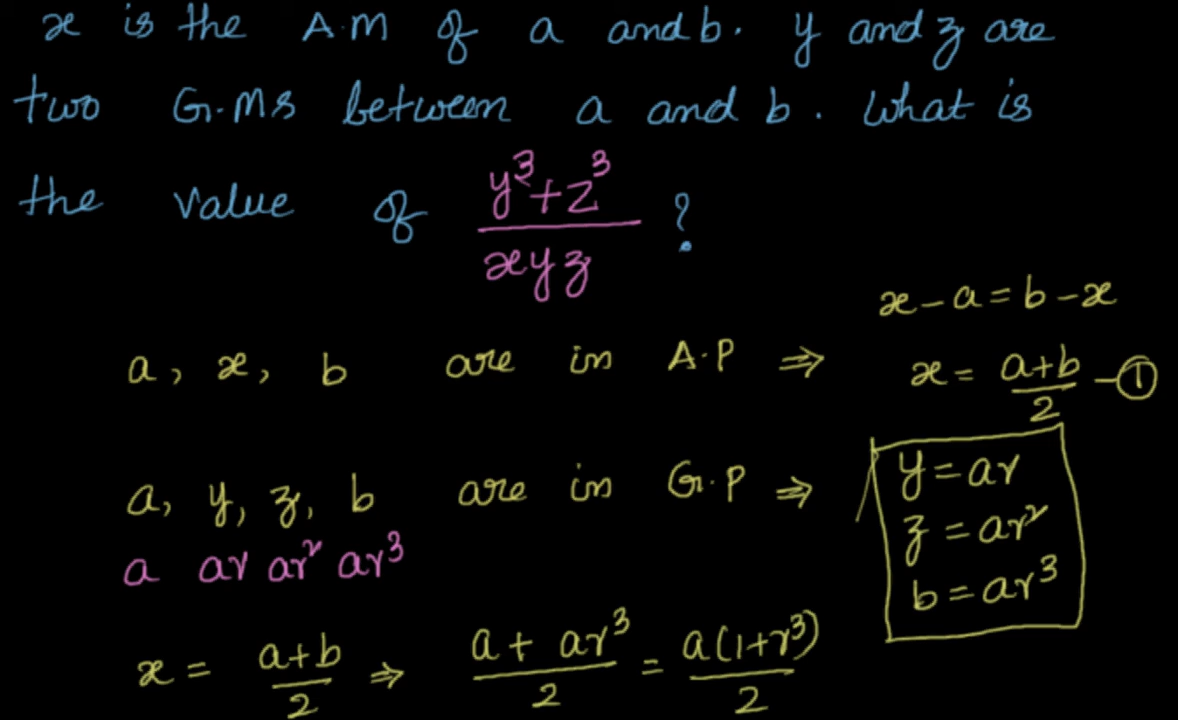 x is the A.M of a and b. y and z are
two G.Ms between a and b. What is
the value of (y³+z³)/(xyz) ?
x - a = b - x
a, x, b are in A.P ⇒ x = (a+b)/2 - ①
a, y, z, b are in G.P ⇒ y = ar
z = ar²
a ar ar² ar³
b = ar³
x = (a+b)/2 ⇒ (a + ar³)/2 = a(1+r³)/2